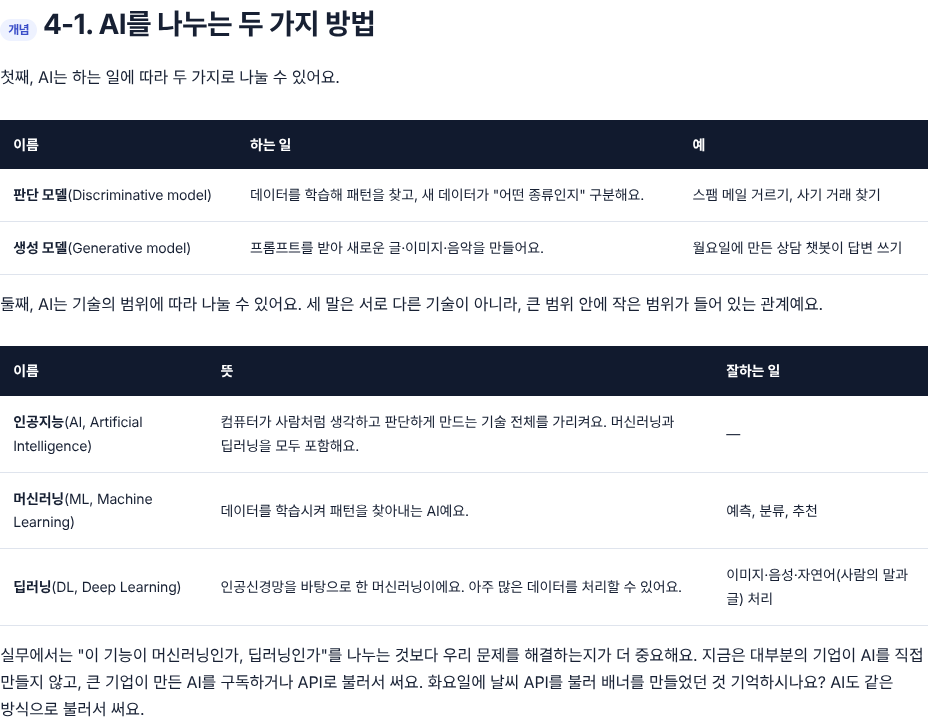 개념 4-1. AI를 나누는 두 가지 방법
첫째, AI는 하는 일에 따라 두 가지로 나눌 수 있어요.
이름 하는 일 예
판단 모델(Discriminative model) 데이터를 학습해 패턴을 찾고, 새 데이터가 "어떤 종류인지" 구분해요. 스팸 메일 거르기, 사기 거래 찾기
생성 모델(Generative model) 프롬프트를 받아 새로운 글·이미지·음악을 만들어요. 월요일에 만든 상담 챗봇이 답변 쓰기
둘째, AI는 기술의 범위에 따라 나눌 수 있어요. 세 말은 서로 다른 기술이 아니라, 큰 범위 안에 작은 범위가 들어 있는 관계예요.
이름 뜻 잘하는 일
인공지능(AI, Artificial
Intelligence)
컴퓨터가 사람처럼 생각하고 판단하게 만드는 기술 전체를 가리켜요. 머신러닝과
딥러닝을 모두 포함해요.
—
머신러닝(ML, Machine
Learning)
데이터를 학습시켜 패턴을 찾아내는 AI예요.
예측, 분류, 추천
딥러닝(DL, Deep Learning)
인공신경망을 바탕으로 한 머신러닝이에요. 아주 많은 데이터를 처리할 수 있어요.
이미지·음성·자연어(사람의 말과
글) 처리
실무에서는 "이 기능이 머신러닝인가, 딥러닝인가"를 나누는 것보다 우리 문제를 해결하는지가 더 중요해요. 지금은 대부분의 기업이 AI를 직접
만들지 않고, 큰 기업이 만든 AI를 구독하거나 API로 불러서 써요. 화요일에 날씨 API를 불러 배너를 만들었던 것 기억하시나요? AI도 같은
방식으로 불러서 써요.